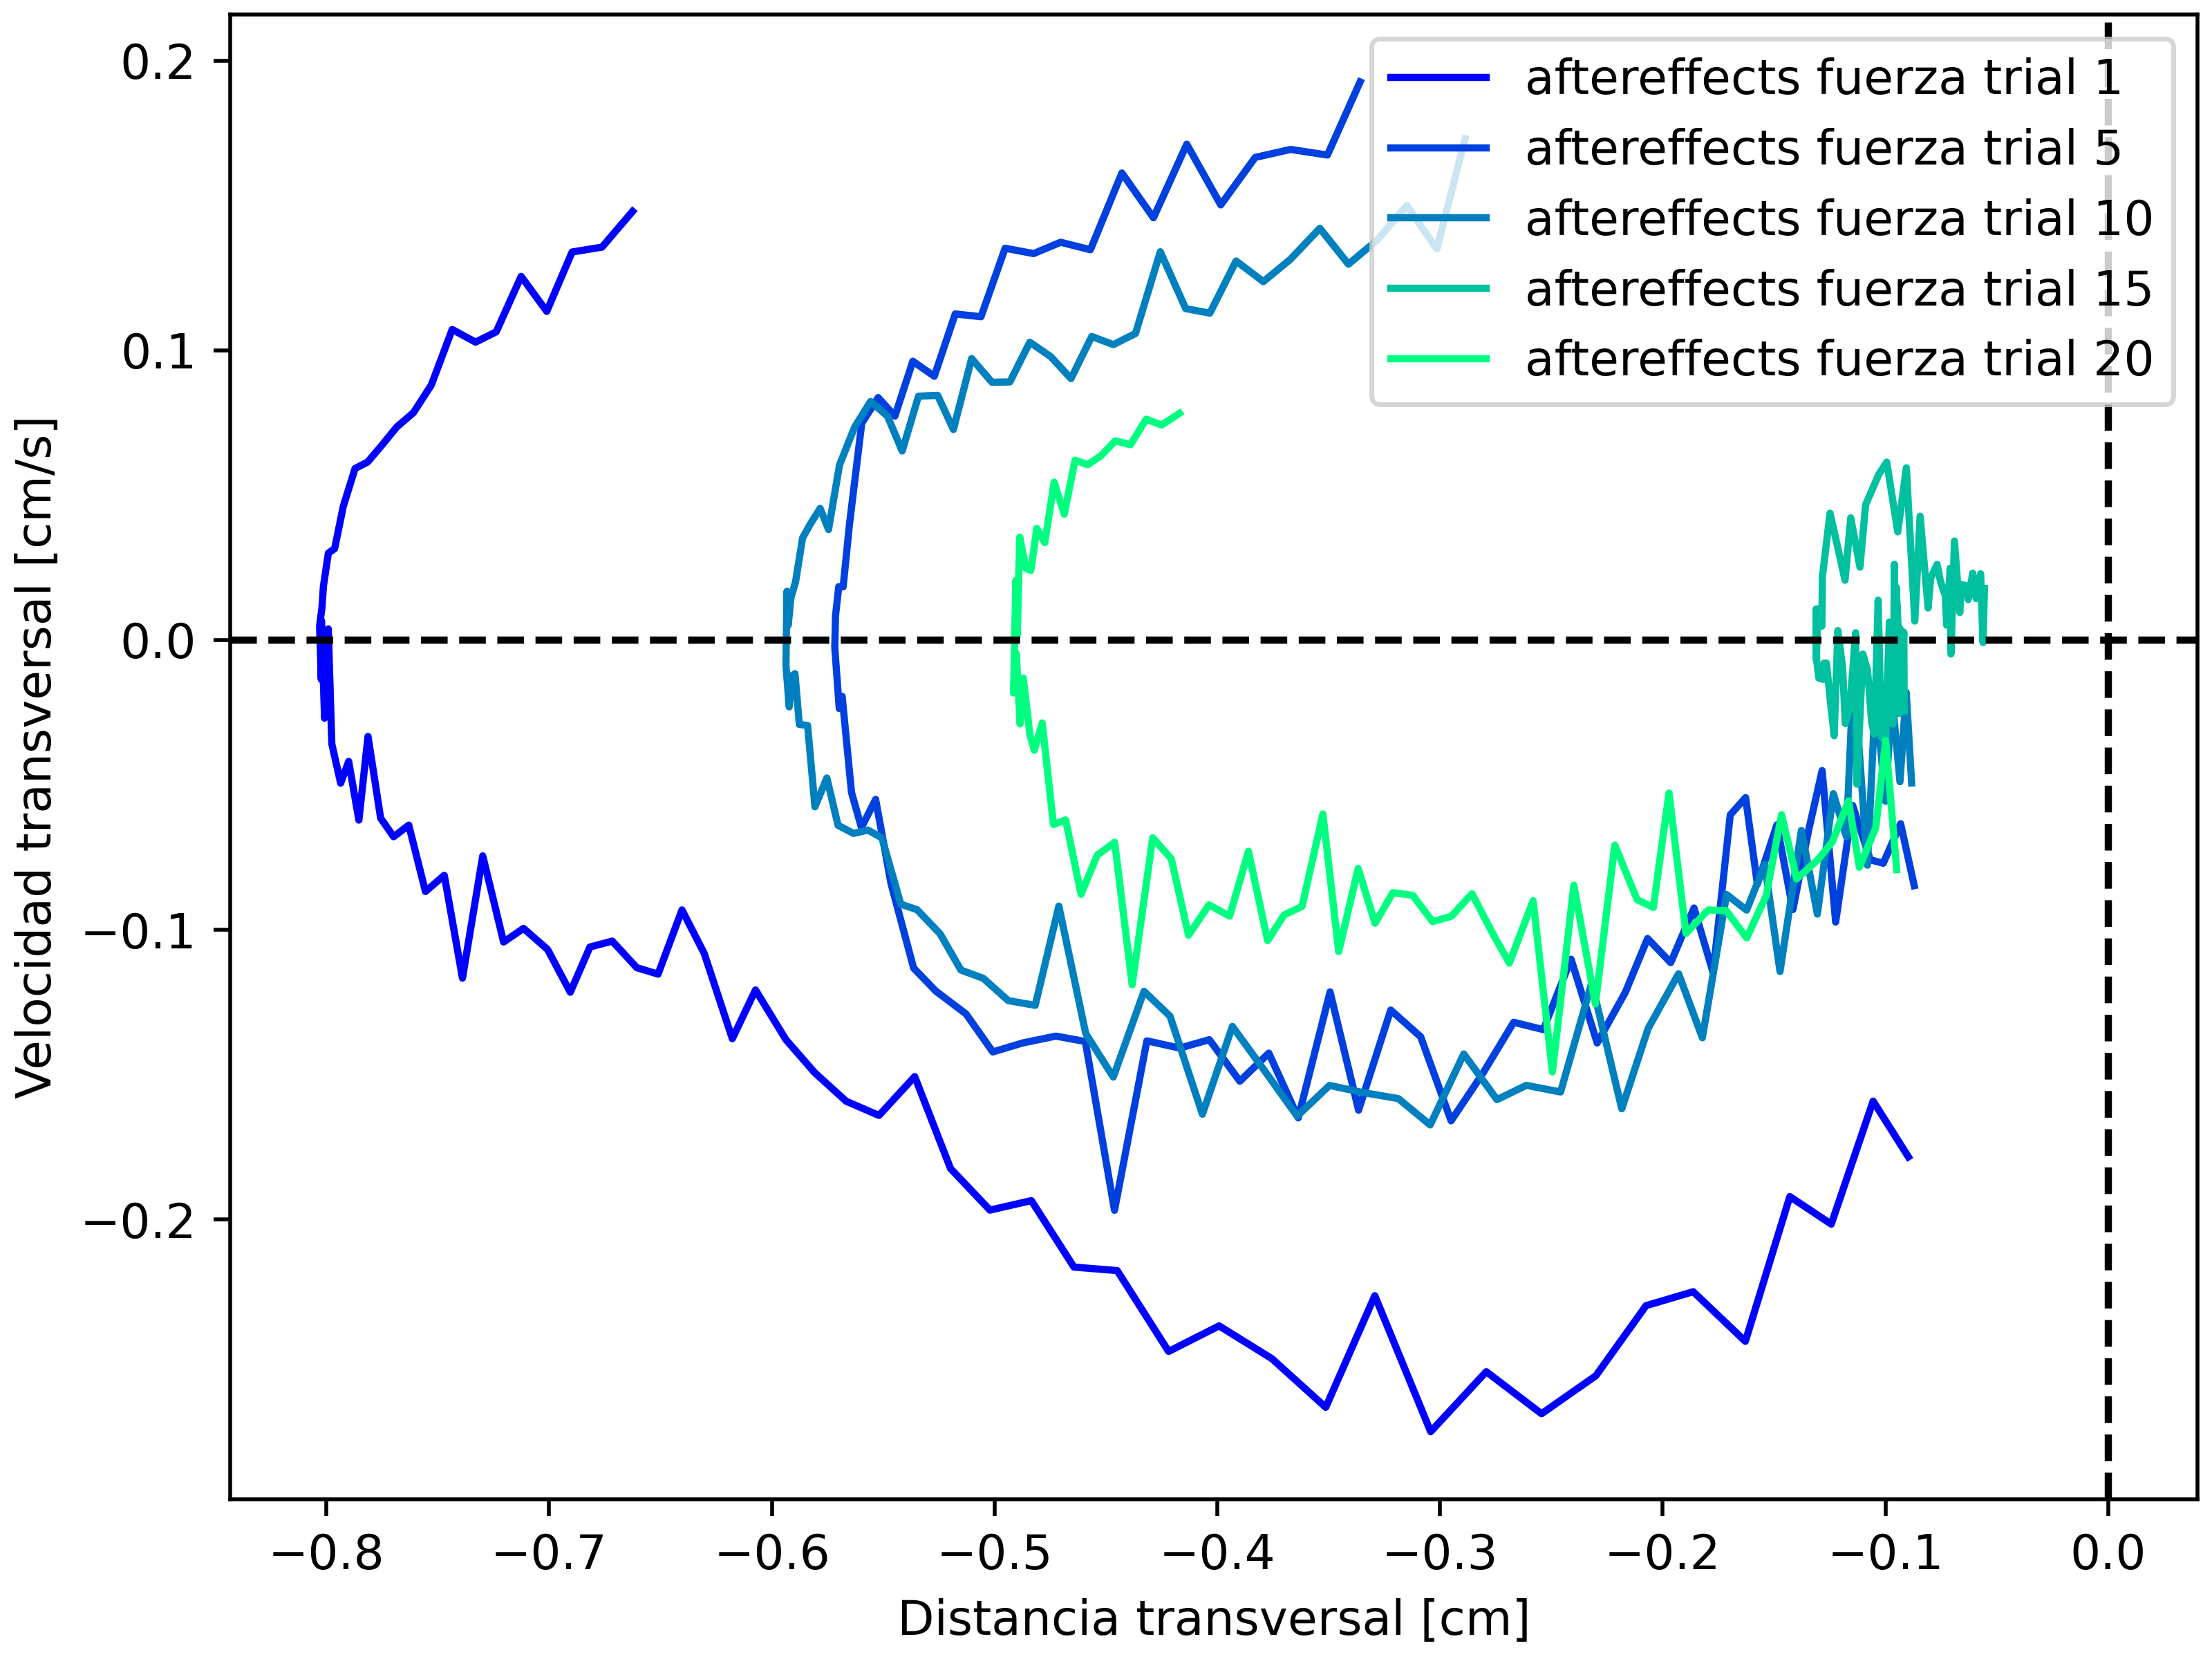 0.2
0.1
0.0
−0.1
−0.2
Velocidad transversal [cm/s]
aftereffects fuerza trial 1
aftereffects fuerza trial 5
aftereffects fuerza trial 10
aftereffects fuerza trial 15
aftereffects fuerza trial 20
−0.8 −0.7 −0.6 −0.5 −0.4 −0.3 −0.2 −0.1 0.0
Distancia transversal [cm]